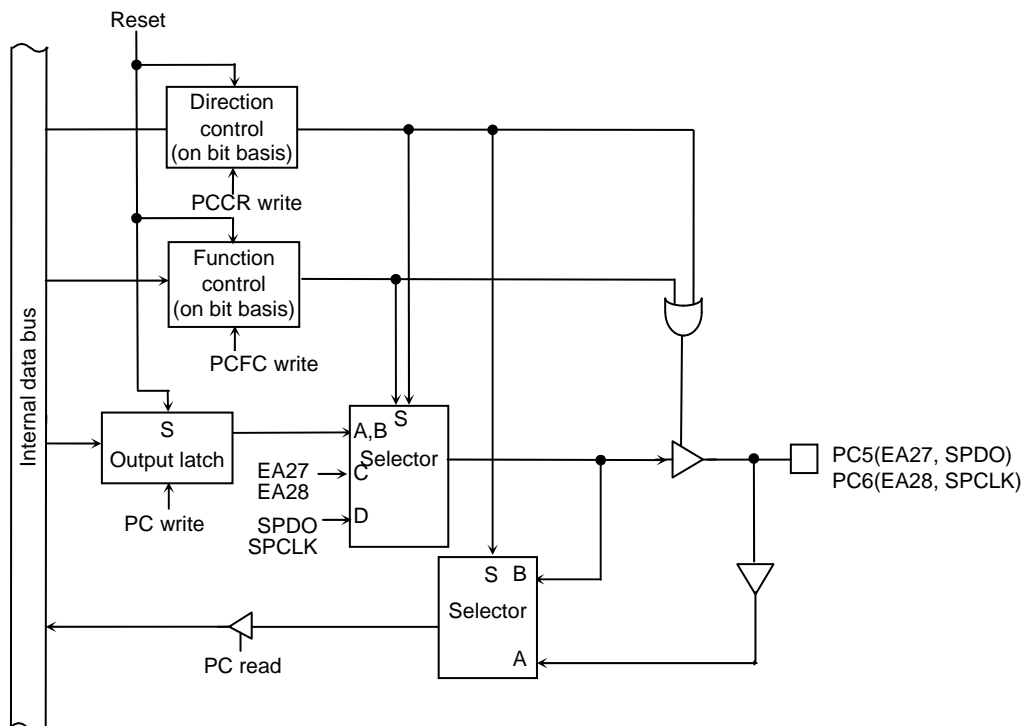 Reset
Direction
control
(on bit basis)
PCCR write
Function
control
(on bit basis)
PCFC write
Internal data bus
S
Output latch
PC write
A,B
S
Selector
C
D
EA27
EA28
SPDO
SPCLK
PC5(EA27, SPDO)
PC6(EA28, SPCLK)
S
B
Selector
A
PC read